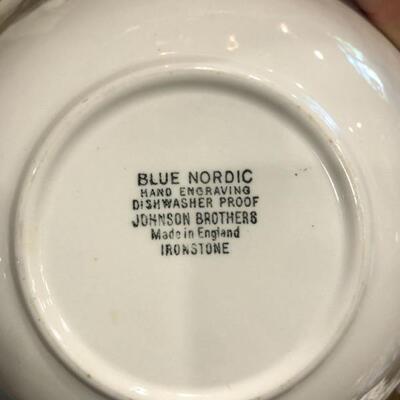 BLUE NORDIC
HAND ENGRAVING
DISHWASHER PROOF
JOHNSON BROTHERS
Made in England
IRONSTONE